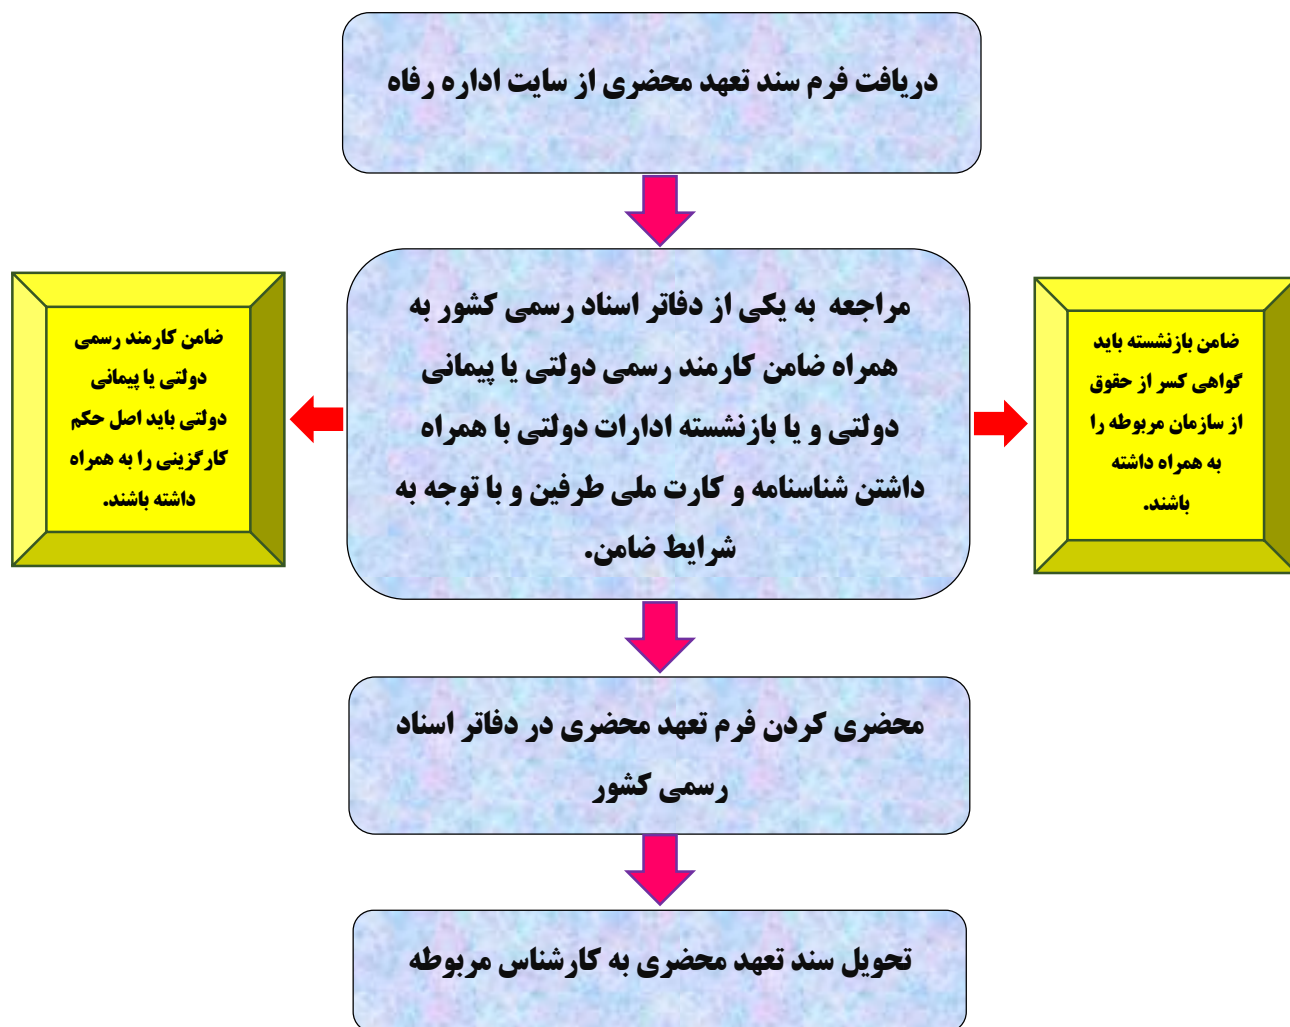 دریافت فرم سند تعهد محضری از سایت اداره رفاه
مراجعه به یکی از دفاتر اسناد رسمی کشور به
همراه ضامن کارمند رسمی دولتی یا پیمانی
دولتی و یا بازنشسته ادارات دولتی با همراه
داشتن شناسنامه و کارت ملی طرفین و با توجه به
شرایط ضامن.
ضامن بازنشسته باید
گواهی کسر از حقوق
از سازمان مربوطه را
به همراه داشته
باشند.
ضامن کارمند رسمی
دولتی یا پیمانی
دولتی باید اصل حکم
کارگزینی را به همراه
داشته باشند.
محضری کردن فرم تعهد محضری در دفاتر اسناد
رسمی کشور
تحویل سند تعهد محضری به کارشناس مربوطه